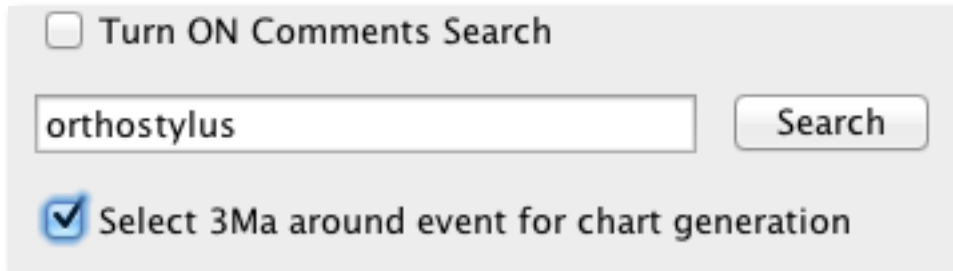 Turn ON Comments Search
orthostylus Search
Select 3Ma around event for chart generation